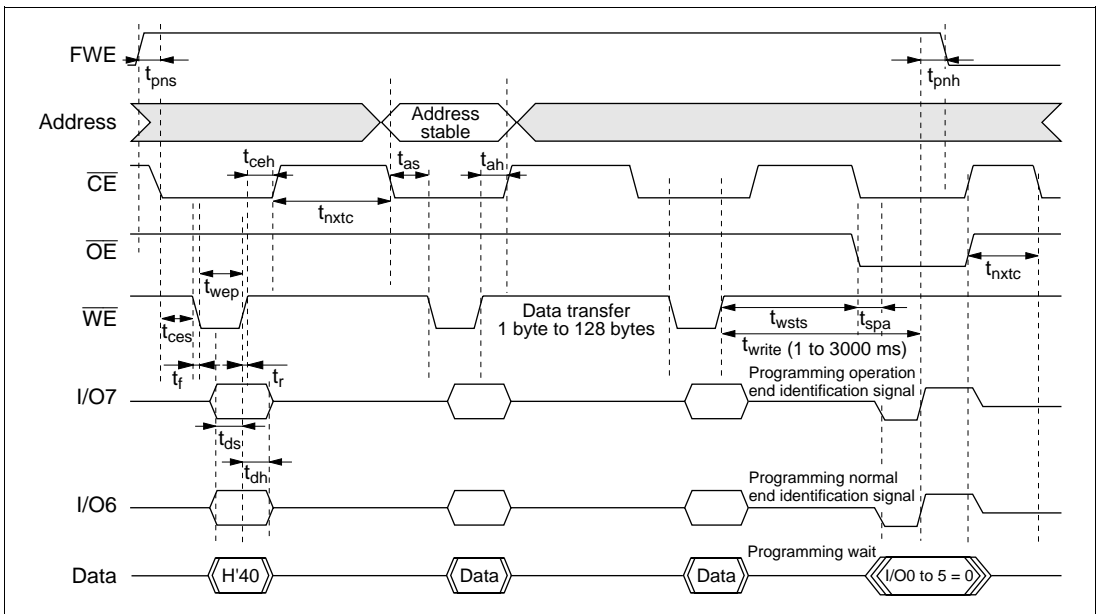 FWE
tpns
tpnh
Address
Address
stable
tceh
tas
tah
CE
tnxtc
OE
tnxtc
twep
WE
Data transfer
1 byte to 128 bytes
tces
twsts
tspa
twrite (1 to 3000 ms)
tf
tr
Programming operation
end identification signal
I/O7
tds
tdh
Programming normal
end identification signal
I/O6
Programming wait
Data
H'40
Data
Data
I/O0 to 5 = 0